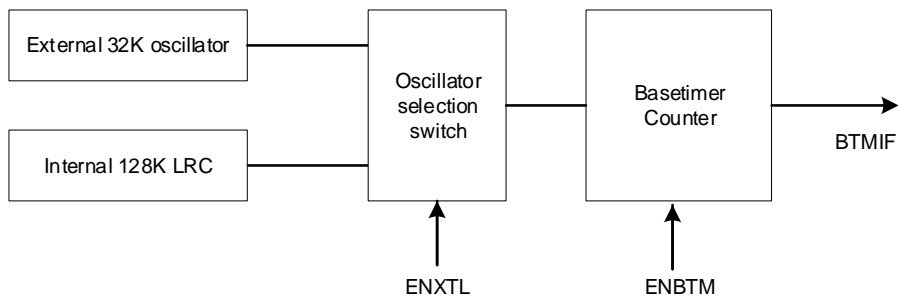 External 32K oscillator
Oscillator
selection
switch
Basetimer
Counter
BTMIF
Internal 128K LRC
ENXTL
ENBTM